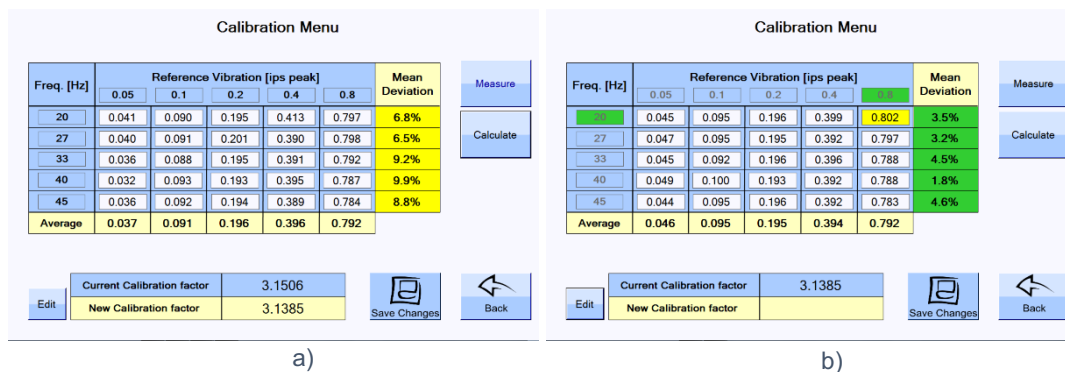 Calibration Menu
Freq. [Hz] Reference Vibration [ips peak] Mean Deviation
0.05 0.1 0.2 0.4 0.8
20 0.041 0.090 0.195 0.413 0.797 6.8%
27 0.040 0.091 0.201 0.390 0.798 6.5%
33 0.036 0.088 0.195 0.391 0.792 9.2%
40 0.032 0.093 0.193 0.395 0.787 9.9%
45 0.036 0.092 0.194 0.389 0.784 8.8%
Average 0.037 0.091 0.196 0.396 0.792
Measure
Calculate
Edit
Current Calibration factor 3.1506
New Calibration factor 3.1385
Save Changes
Back
a)
Calibration Menu
Freq. [Hz] Reference Vibration [ips peak] Mean Deviation
0.05 0.1 0.2 0.4 0.8
20 0.045 0.095 0.196 0.399 0.802 3.5%
27 0.047 0.095 0.195 0.392 0.797 3.2%
33 0.045 0.092 0.196 0.396 0.788 4.5%
40 0.049 0.100 0.193 0.392 0.788 1.8%
45 0.044 0.095 0.196 0.392 0.783 4.6%
Average 0.046 0.095 0.195 0.394 0.792
Measure
Calculate
Edit
Current Calibration factor 3.1385
New Calibration factor
Save Changes
Back
b)